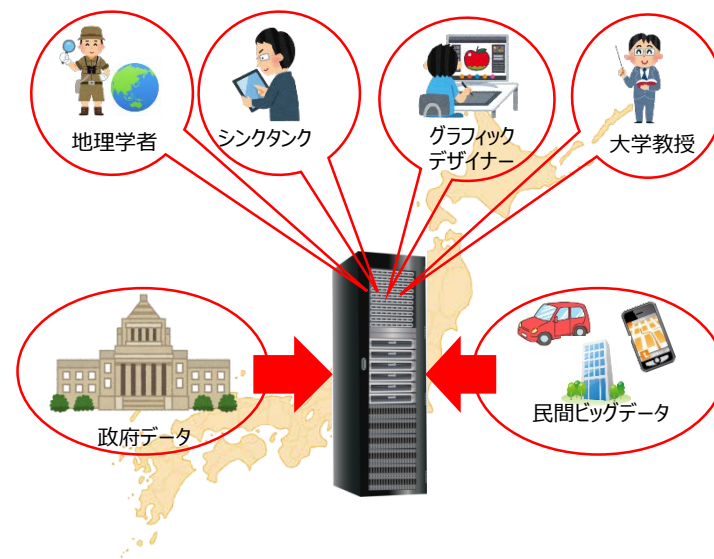 地理学者
シンクタンク
グラフィック
デザイナー
大学教授
政府データ
民間ビッグデータ